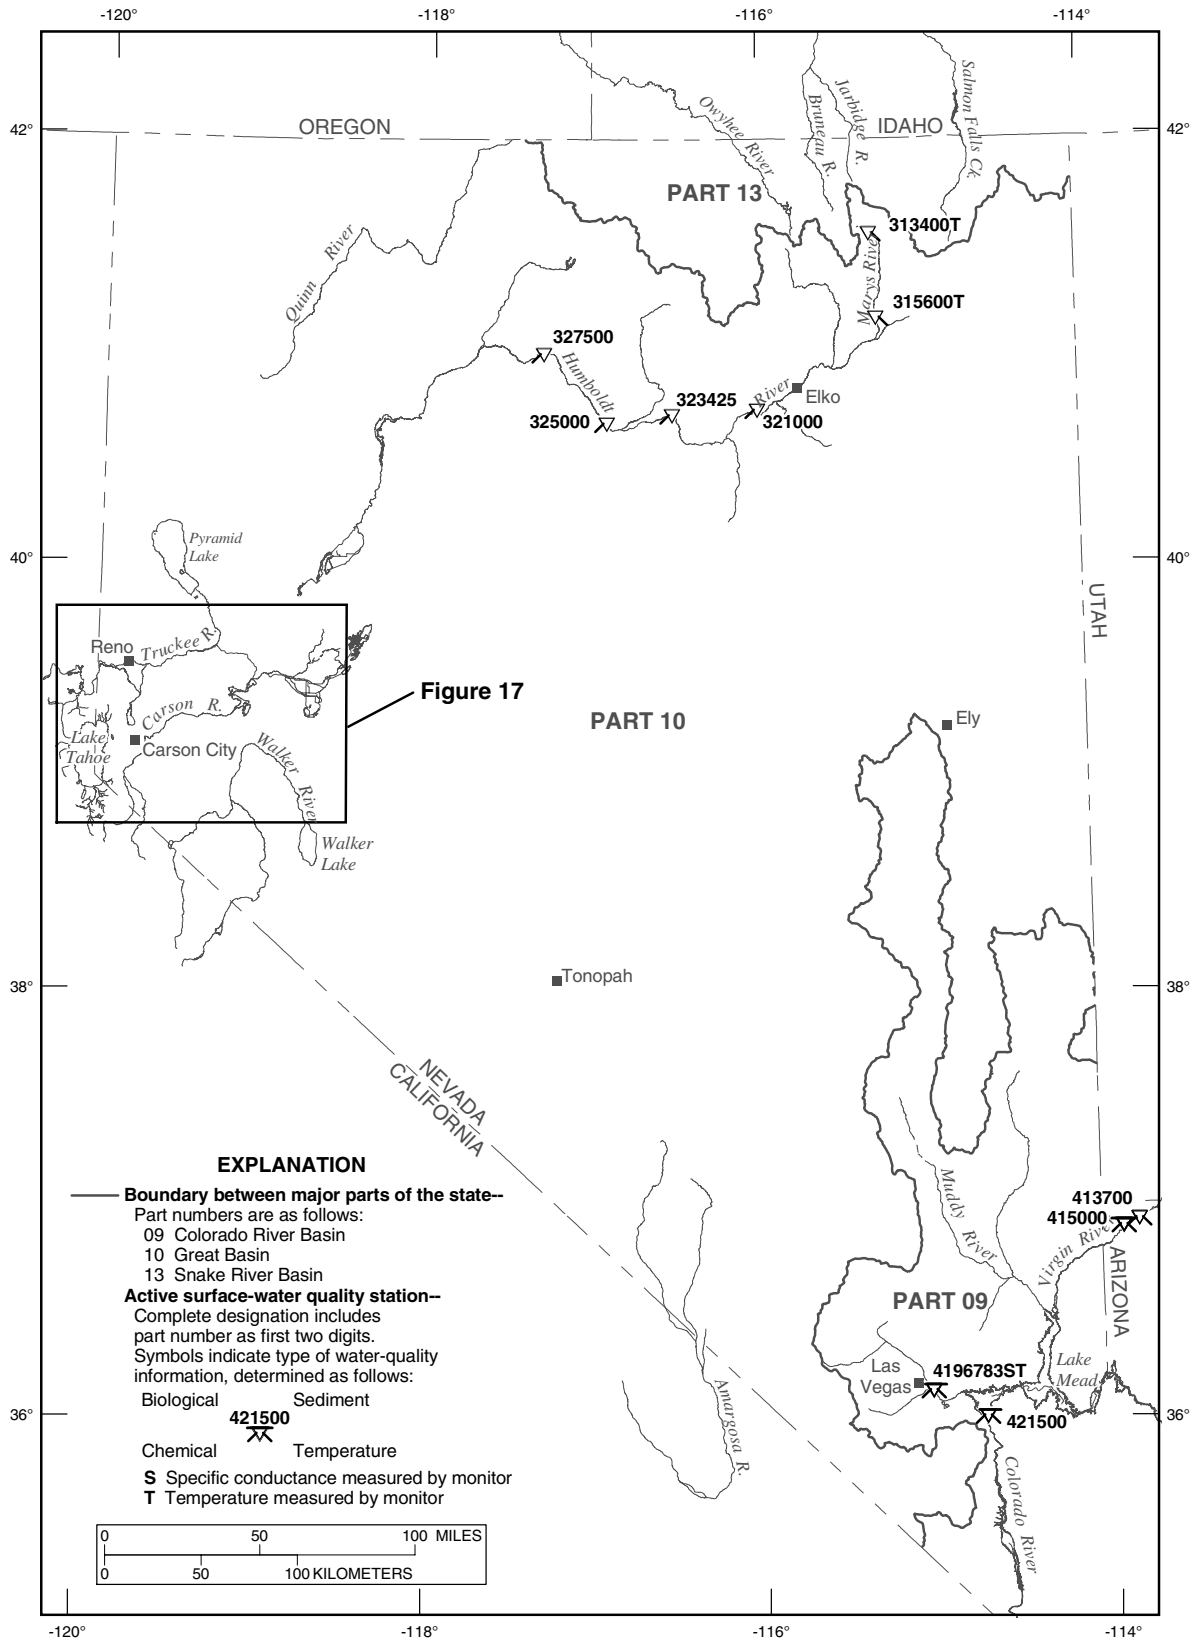 -120°
-118°
-116°
-114°
42°
42°
OREGON
IDAHO
Owyhee River
Bruneau R.
Jarbidge R.
Salmon Falls Ck.
PART 13
313400T
Marys River
315600T
Quinn River
327500
Humboldt
River
323425
325000
321000
Elko
40°
40°
Pyramid
Lake
UTAH
Reno
Truckee R.
Carson R.
Figure 17
PART 10
Ely
Lake
Tahoe
Carson City
Walker River
Walker
Lake
38°
38°
Tonopah
NEVADA
CALIFORNIA
EXPLANATION
Boundary between major parts of the state--
Part numbers are as follows:
09 Colorado River Basin
10 Great Basin
13 Snake River Basin
Active surface-water quality station--
Complete designation includes
part number as first two digits.
Symbols indicate type of water-quality
information, determined as follows:
Biological
Sediment
421500
Chemical
Temperature
S Specific conductance measured by monitor
T Temperature measured by monitor
0 50 100 MILES
0 50 100 KILOMETERS
Muddy River
413700
415000
Virgin River
ARIZONA
PART 09
Las
Vegas
4196783ST
Lake
Mead
36°
36°
421500
Amargosa R.
Colorado River
-120°
-118°
-116°
-114°